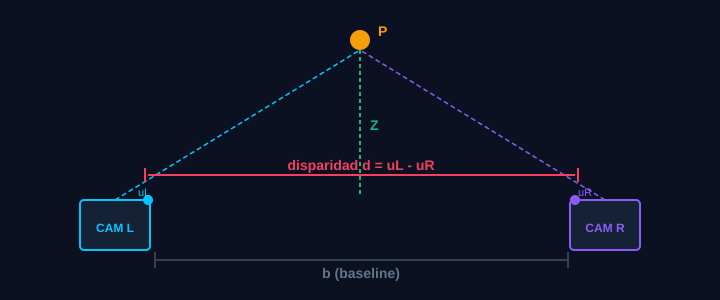 P
Z
disparidad d = uL - uR
uL
uR
CAM L
CAM R
b (baseline)